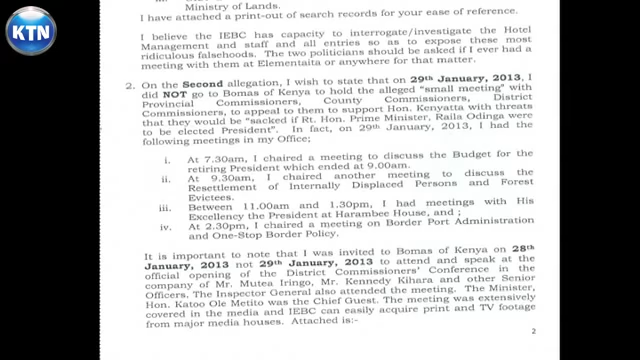 KTN
Ministry of Lands.
I have attached a print-out of search records for your ease of reference.
I believe the IEBC has capacity to interrogate/investigate the Hotel
Management and staff and all entries so as to expose these most
ridiculous falsehoods. The two politicians should be asked if I ever had a
meeting with them at Elementaita or anywhere for that matter.
2. On the Second allegation, I wish to state that on 29th January, 2013, I
did NOT go to Bomas of Kenya to hold the alleged "small meeting" with
Provincial Commissioners, County Commissioners, District
Commissioners, to appeal to them to support Hon. Kenyatta with threats
that they would be "sacked if Rt. Hon. Prime Minister, Raila Odinga were
to be elected President". In fact, on 29th January, 2013, I had the
following meetings in my Office;
i. At 7.30am, I chaired a meeting to discuss the Budget for the
retiring President which ended at 9.00am.
ii. At 9.30am, I chaired another meeting to discuss the
Resettlement of Internally Displaced Persons and Forest
Evictees.
iii. Between 11.00am and 1.30pm, I had meetings with His
Excellency the President at Harambee House, and ;
iv. At 2.30pm, I chaired a meeting on Border Port Administration
and One-Stop Border Policy.
It is important to note that I was invited to Bomas of Kenya on 28th
January, 2013 not 29th January, 2013 to attend and speak at the
official opening of the District Commissioners' Conference in the
company of Mr. Mutea Iringo, Mr. Kennedy Kihara and other Senior
Officers. The Inspector General also attended the meeting. The Minister,
Hon. Katoo Ole Metito was the Chief Guest. The meeting was extensively
covered in the media and IEBC can easily acquire print and TV footage
from major media houses. Attached is:-
2